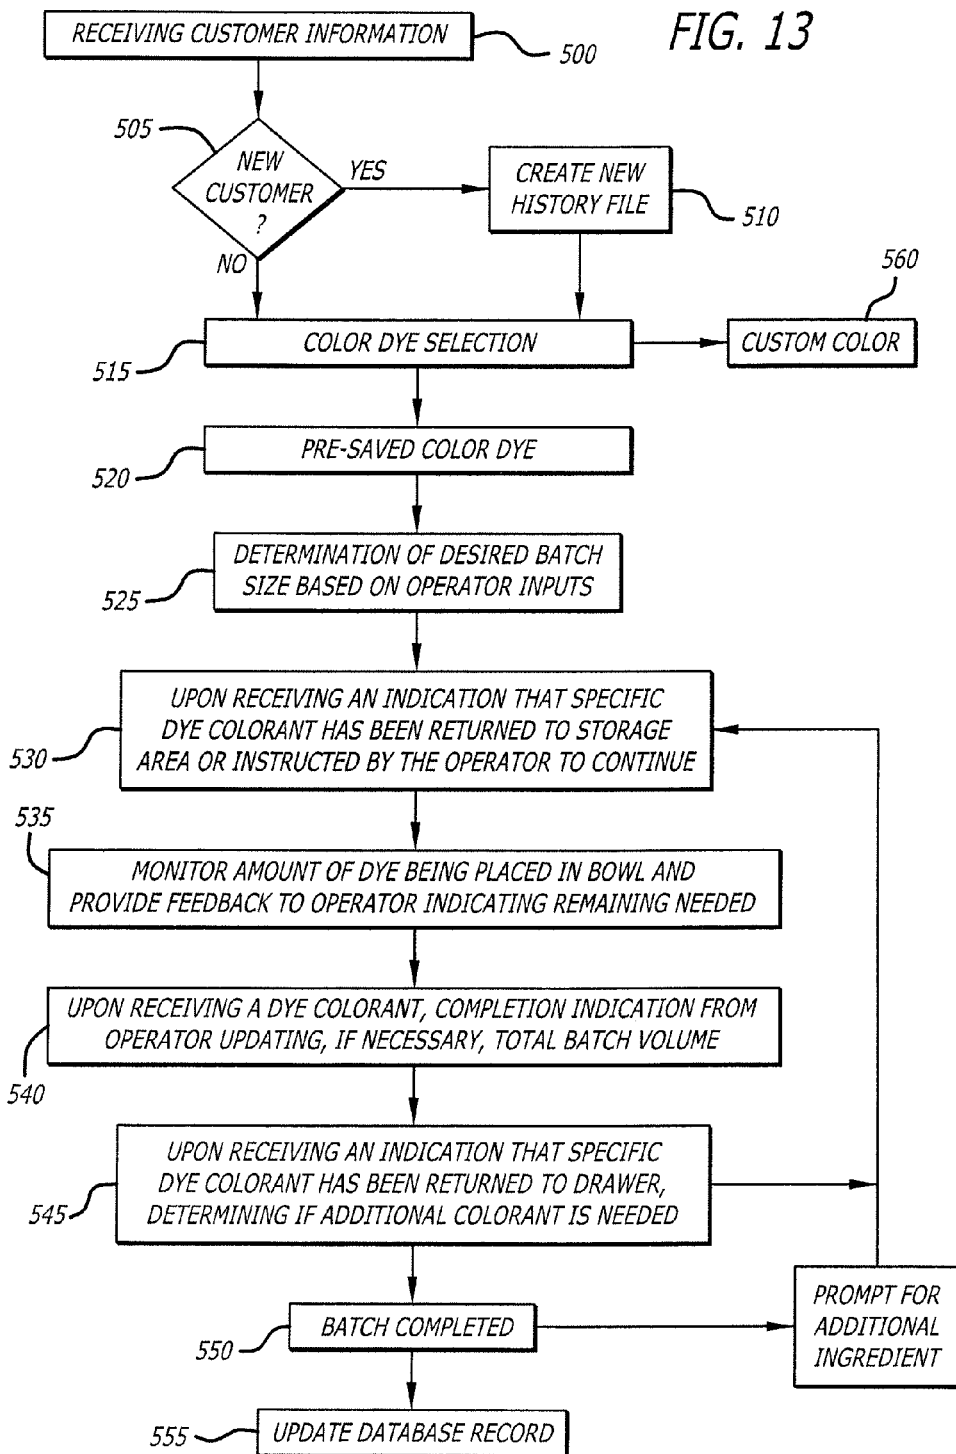 FIG. 13
RECEIVING CUSTOMER INFORMATION
500
505
NEW
CUSTOMER
?
YES
NO
CREATE NEW
HISTORY FILE
510
560
COLOR DYE SELECTION
515
CUSTOM COLOR
PRE-SAVED COLOR DYE
520
DETERMINATION OF DESIRED BATCH
SIZE BASED ON OPERATOR INPUTS
525
UPON RECEIVING AN INDICATION THAT SPECIFIC
DYE COLORANT HAS BEEN RETURNED TO STORAGE
AREA OR INSTRUCTED BY THE OPERATOR TO CONTINUE
530
535
MONITOR AMOUNT OF DYE BEING PLACED IN BOWL AND
PROVIDE FEEDBACK TO OPERATOR INDICATING REMAINING NEEDED
UPON RECEIVING A DYE COLORANT, COMPLETION INDICATION FROM
OPERATOR UPDATING, IF NECESSARY, TOTAL BATCH VOLUME
540
UPON RECEIVING AN INDICATION THAT SPECIFIC
DYE COLORANT HAS BEEN RETURNED TO DRAWER,
DETERMINING IF ADDITIONAL COLORANT IS NEEDED
545
BATCH COMPLETED
550
PROMPT FOR
ADDITIONAL
INGREDIENT
UPDATE DATABASE RECORD
555